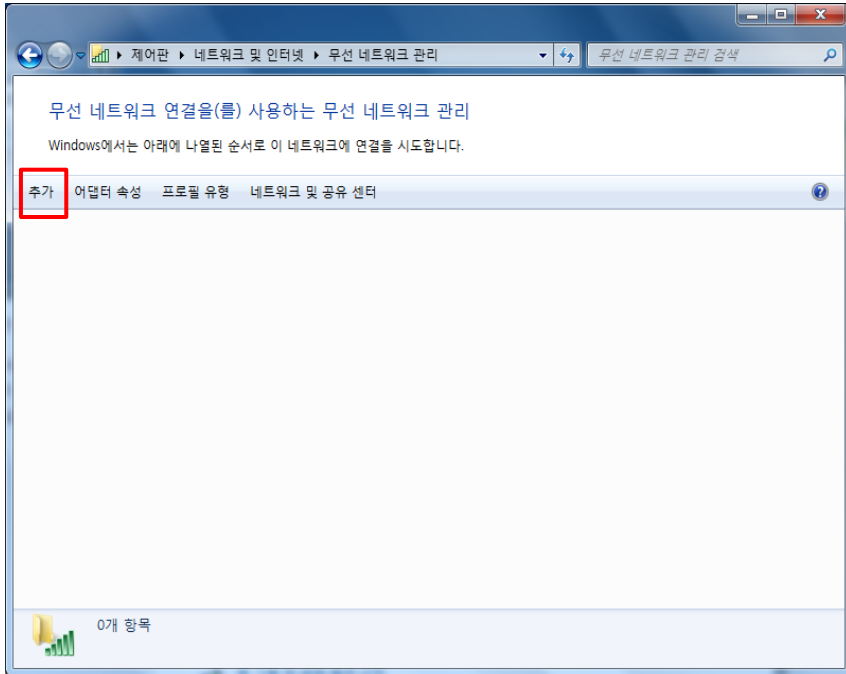 제어판 ▸ 네트워크 및 인터넷 ▸ 무선 네트워크 관리
무선 네트워크 관리 검색
무선 네트워크 연결을(를) 사용하는 무선 네트워크 관리
Windows에서는 아래에 나열된 순서로 이 네트워크에 연결을 시도합니다.
추가 어댑터 속성 프로필 유형 네트워크 및 공유 센터
0개 항목